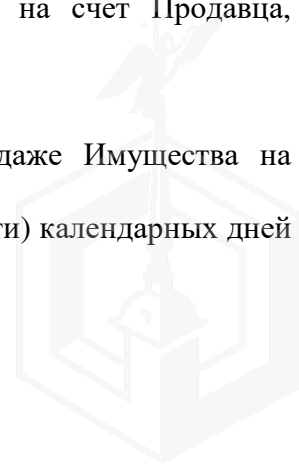 на счет Продавца,
даже Имущества на
ти) календарных дней